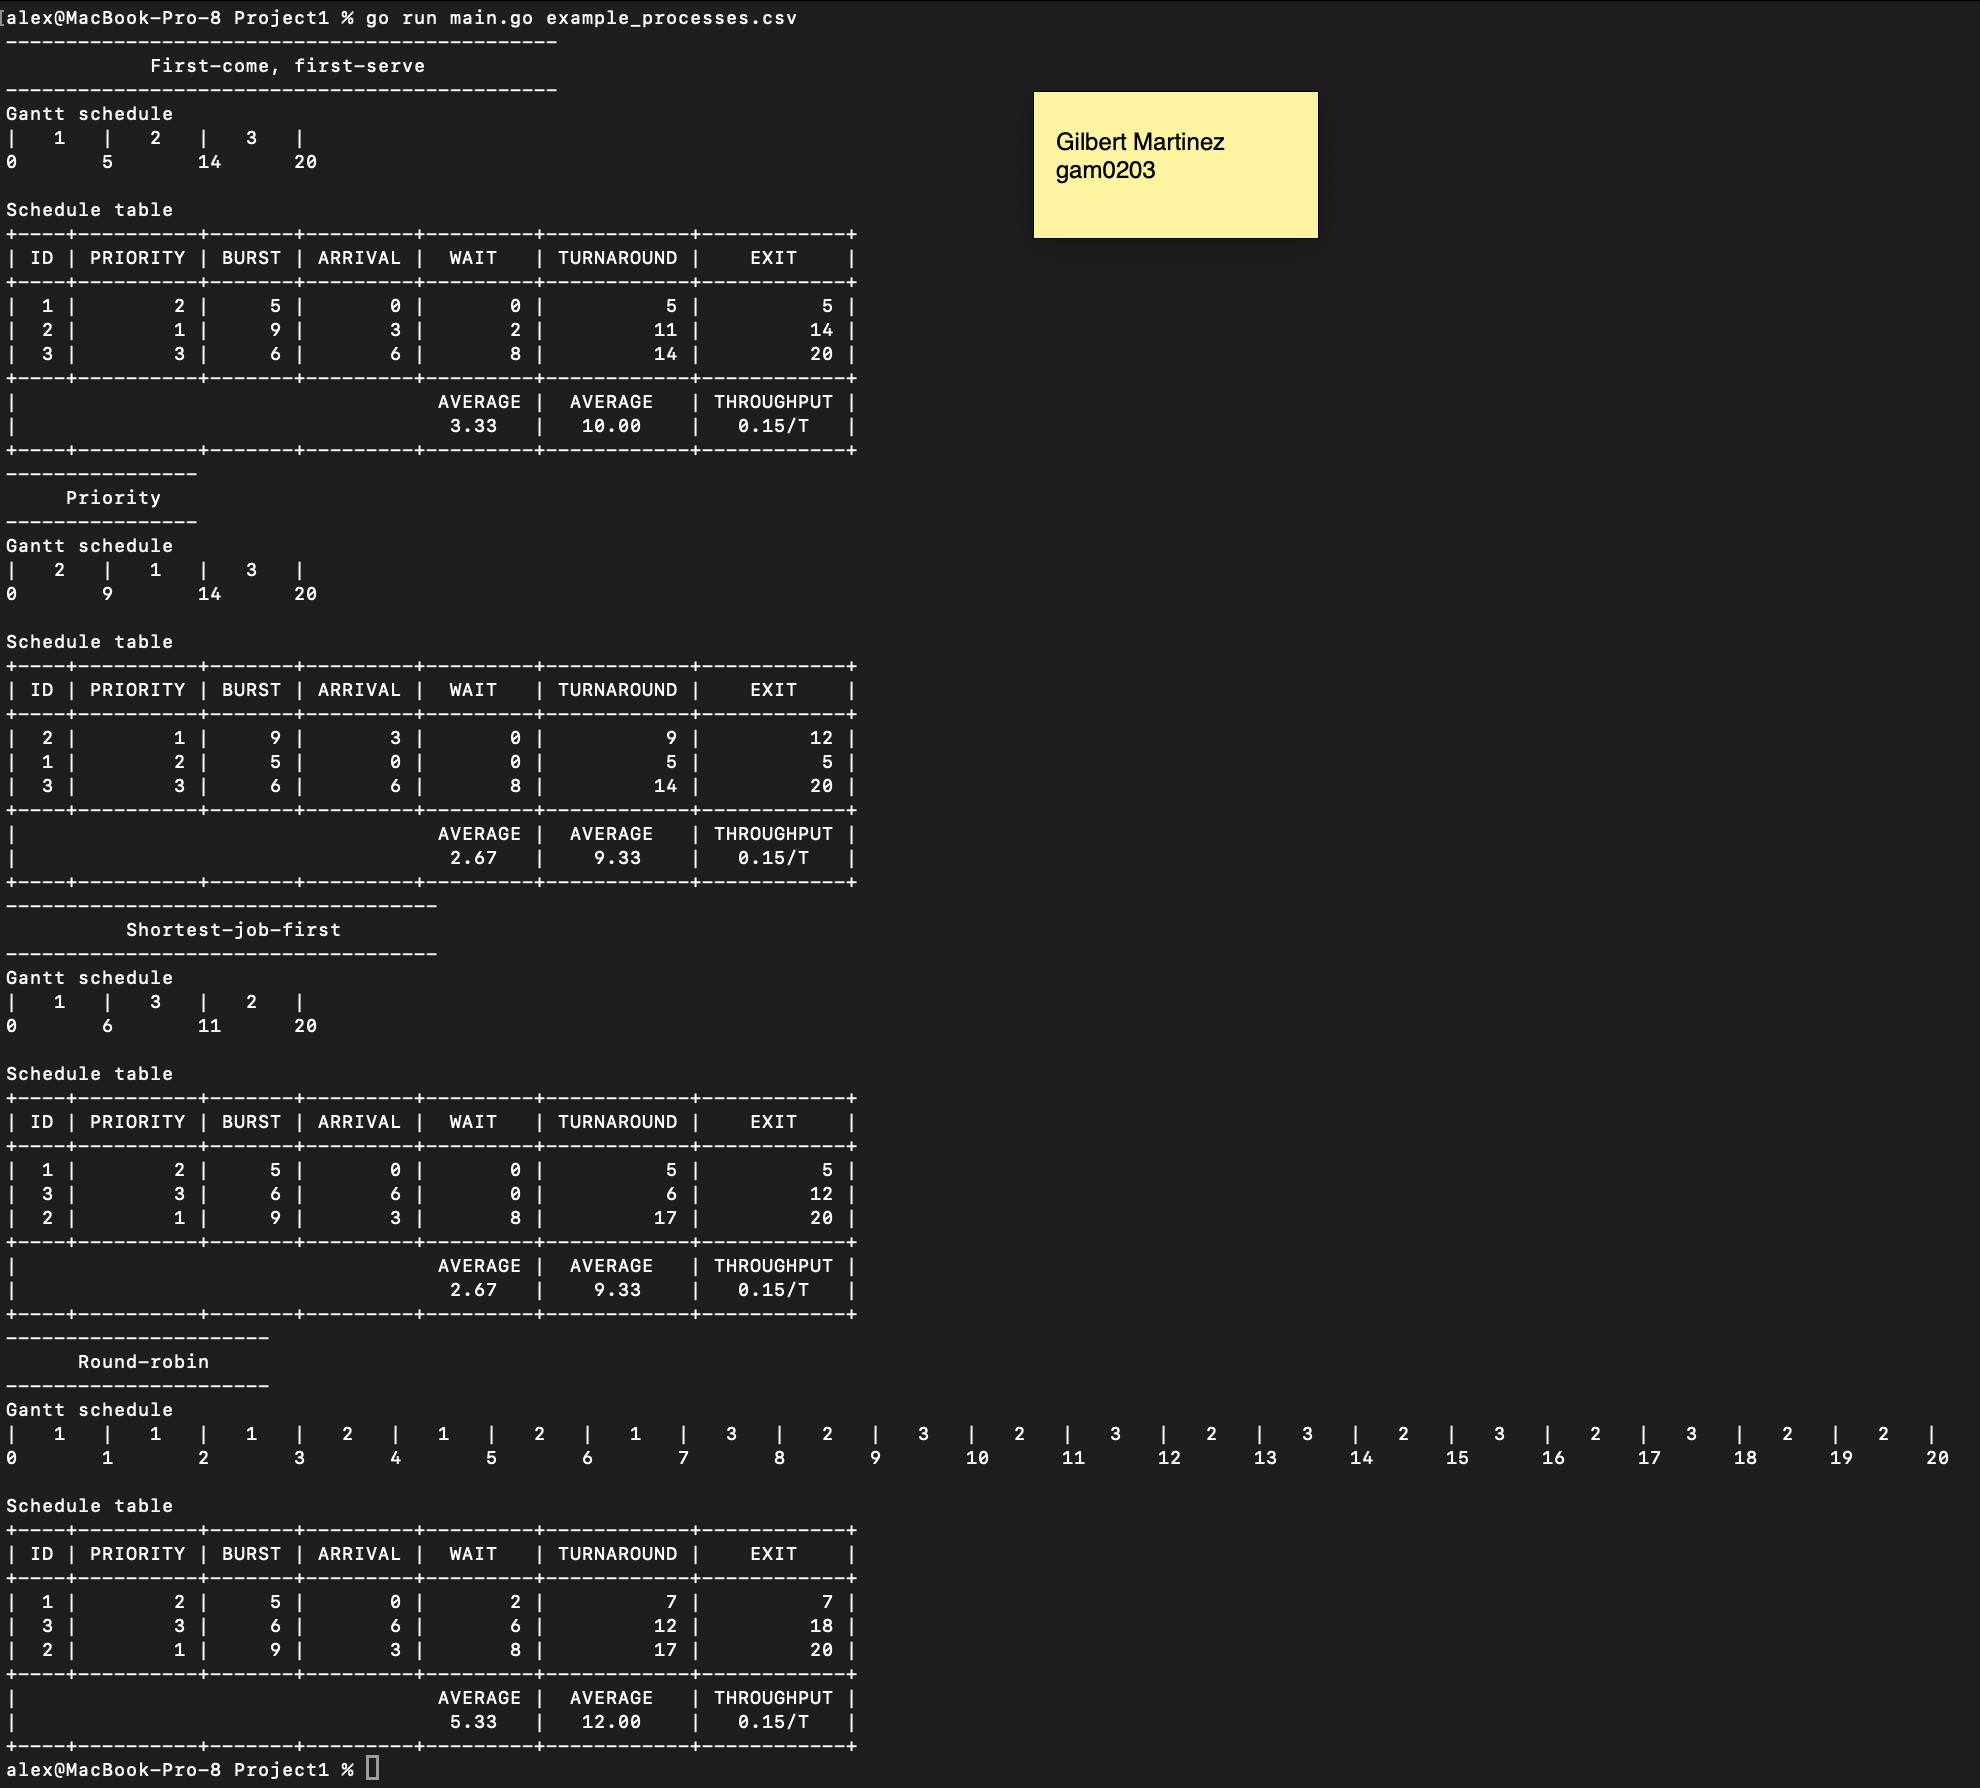 alex@MacBook-Pro-8 Project1 % go run main.go example_processes.csv
----------------------------------------------
            First-come, first-serve
----------------------------------------------
Gantt schedule
|   1   |   2   |   3   |
0       5       14      20

Schedule table
+----+----------+-------+---------+---------+------------+------------+
| ID | PRIORITY | BURST | ARRIVAL |  WAIT   | TURNAROUND |    EXIT    |
+----+----------+-------+---------+---------+------------+------------+
|  1 |        2 |     5 |       0 |       0 |          5 |          5 |
|  2 |        1 |     9 |       3 |       2 |         11 |         14 |
|  3 |        3 |     6 |       6 |       8 |         14 |         20 |
+----+----------+-------+---------+---------+------------+------------+
|                                   AVERAGE |  AVERAGE   | THROUGHPUT |
|                                    3.33   |   10.00    |   0.15/T   |
+----+----------+-------+---------+---------+------------+------------+
----------------
     Priority
----------------
Gantt schedule
|   2   |   1   |   3   |
0       9       14      20

Schedule table
+----+----------+-------+---------+---------+------------+------------+
| ID | PRIORITY | BURST | ARRIVAL |  WAIT   | TURNAROUND |    EXIT    |
+----+----------+-------+---------+---------+------------+------------+
|  2 |        1 |     9 |       3 |       0 |          9 |         12 |
|  1 |        2 |     5 |       0 |       0 |          5 |          5 |
|  3 |        3 |     6 |       6 |       8 |         14 |         20 |
+----+----------+-------+---------+---------+------------+------------+
|                                   AVERAGE |  AVERAGE   | THROUGHPUT |
|                                    2.67   |    9.33    |   0.15/T   |
+----+----------+-------+---------+---------+------------+------------+
------------------------------------
          Shortest-job-first
------------------------------------
Gantt schedule
|   1   |   3   |   2   |
0       6       11      20

Schedule table
+----+----------+-------+---------+---------+------------+------------+
| ID | PRIORITY | BURST | ARRIVAL |  WAIT   | TURNAROUND |    EXIT    |
+----+----------+-------+---------+---------+------------+------------+
|  1 |        2 |     5 |       0 |       0 |          5 |          5 |
|  3 |        3 |     6 |       6 |       0 |          6 |         12 |
|  2 |        1 |     9 |       3 |       8 |         17 |         20 |
+----+----------+-------+---------+---------+------------+------------+
|                                   AVERAGE |  AVERAGE   | THROUGHPUT |
|                                    2.67   |    9.33    |   0.15/T   |
+----+----------+-------+---------+---------+------------+------------+
----------------------
      Round-robin
----------------------
Gantt schedule
|   1   |   1   |   1   |   2   |   1   |   2   |   1   |   3   |   2   |   3   |   2   |   3   |   2   |   3   |   2   |   3   |   2   |   3   |   2   |   2   |
0       1       2       3       4       5       6       7       8       9       10      11      12      13      14      15      16      17      18      19      20

Schedule table
+----+----------+-------+---------+---------+------------+------------+
| ID | PRIORITY | BURST | ARRIVAL |  WAIT   | TURNAROUND |    EXIT    |
+----+----------+-------+---------+---------+------------+------------+
|  1 |        2 |     5 |       0 |       2 |          7 |          7 |
|  3 |        3 |     6 |       6 |       6 |         12 |         18 |
|  2 |        1 |     9 |       3 |       8 |         17 |         20 |
+----+----------+-------+---------+---------+------------+------------+
|                                   AVERAGE |  AVERAGE   | THROUGHPUT |
|                                    5.33   |   12.00    |   0.15/T   |
+----+----------+-------+---------+---------+------------+------------+
alex@MacBook-Pro-8 Project1 %
Gilbert Martinez
gam0203